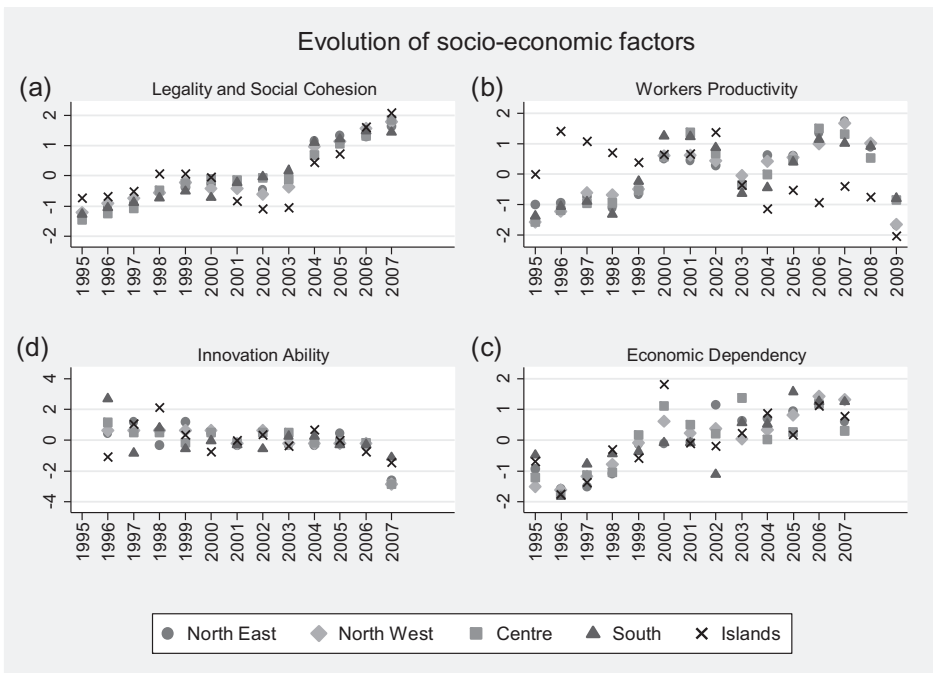 Evolution of socio-economic factors
(a)
Legality and Social Cohesion
2
1
0
-1
-2
1995 1996 1997 1998 1999 2000 2001 2002 2003 2004 2005 2006 2007
(b)
Workers Productivity
2
1
0
-1
-2
1995 1996 1997 1998 1999 2000 2001 2002 2003 2004 2005 2006 2007 2008 2009
(d)
Innovation Ability
4
2
0
-2
-4
1995 1996 1997 1998 1999 2000 2001 2002 2003 2004 2005 2006 2007
(c)
Economic Dependency
2
1
0
-1
-2
1995 1996 1997 1998 1999 2000 2001 2002 2003 2004 2005 2006 2007
North East North West Centre South Islands